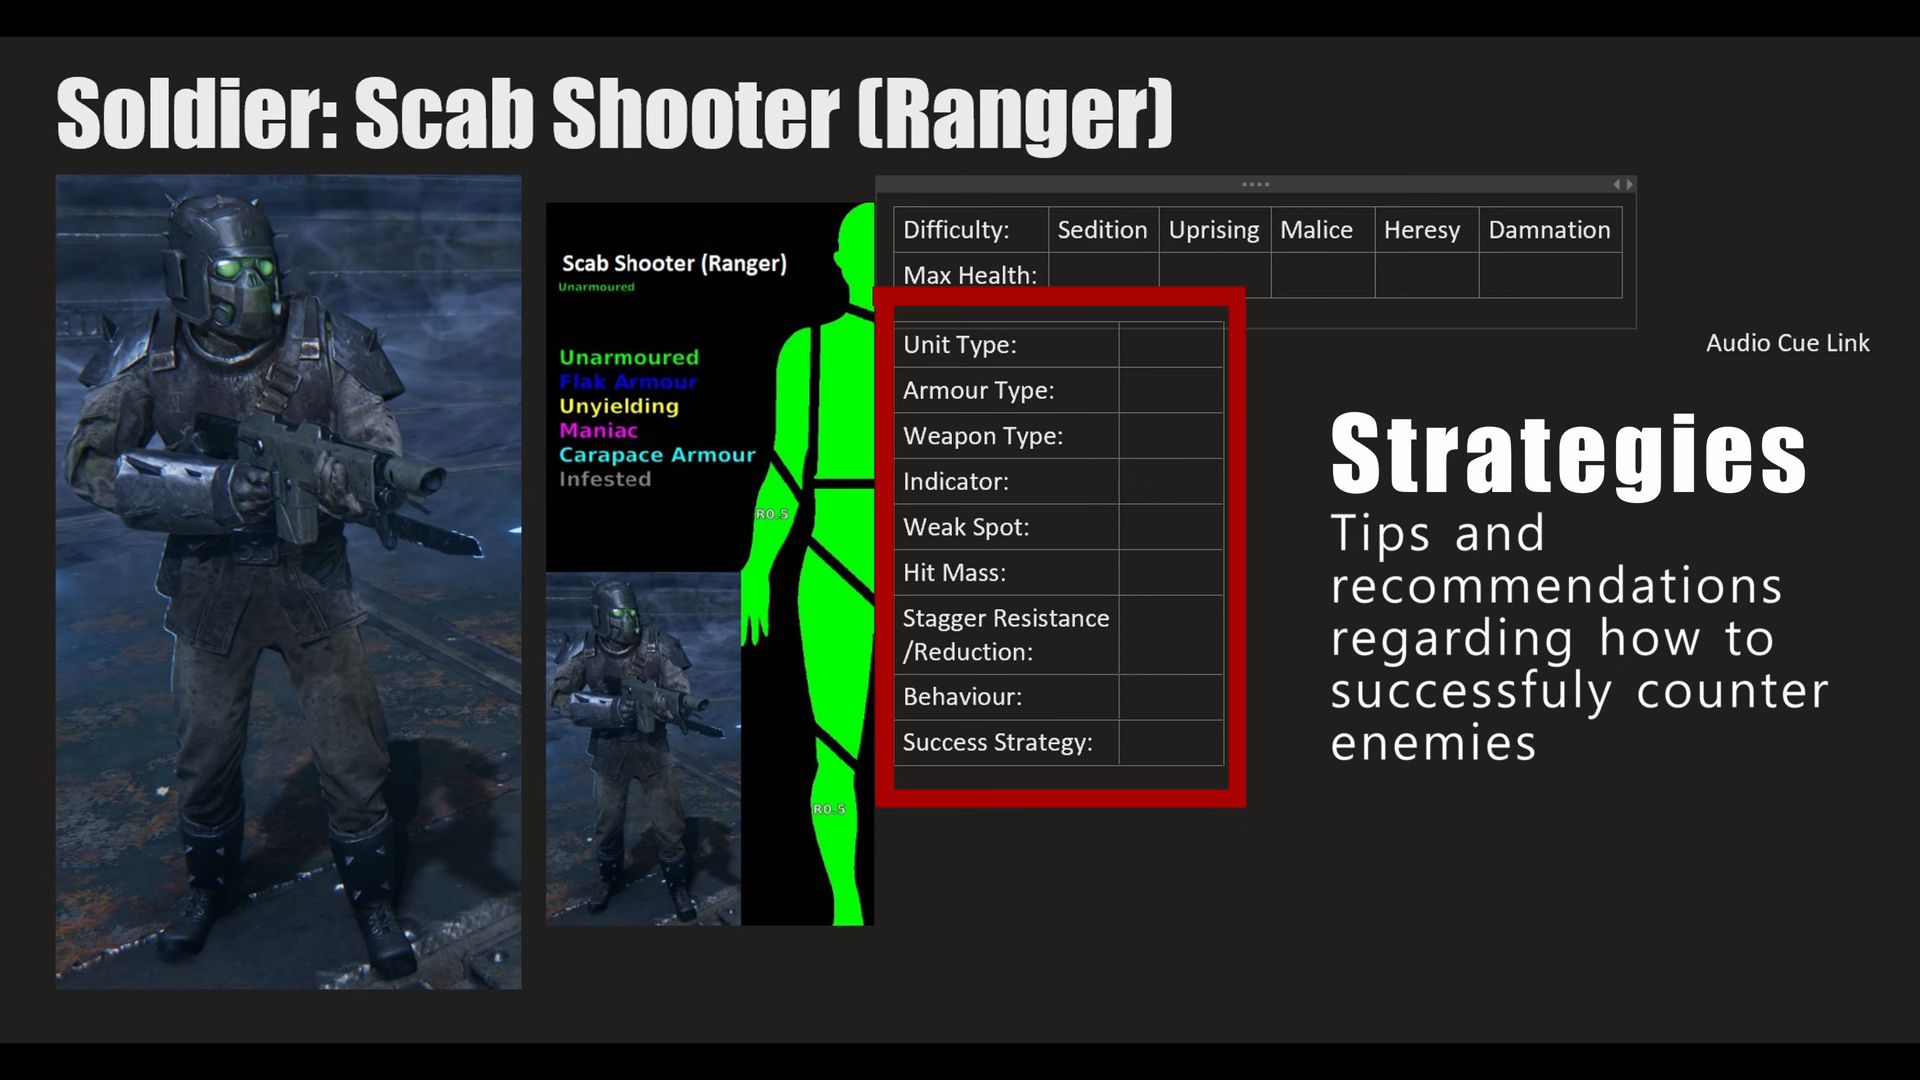 Soldier: Scab Shooter (Ranger)
Scab Shooter (Ranger)
Unarmoured
Unarmoured
Flak Armour
Unyielding
Maniac
Carapace Armour
Infested
R0.5
R0.5
Difficulty: Sedition Uprising Malice Heresy Damnation
Max Health:
Unit Type:
Armour Type:
Weapon Type:
Indicator:
Weak Spot:
Hit Mass:
Stagger Resistance
/Reduction:
Behaviour:
Success Strategy:
Audio Cue Link
Strategies
Tips and
recommendations
regarding how to
successfuly counter
enemies